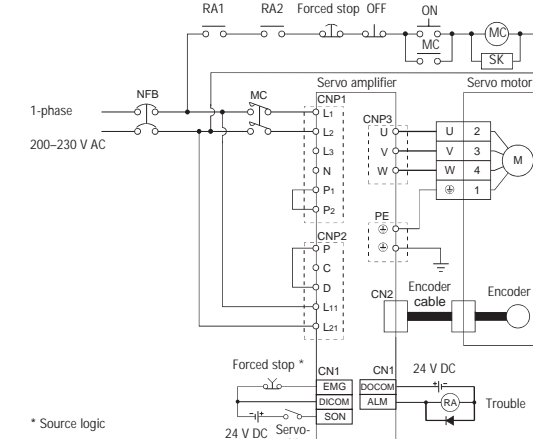 RA1 RA2 Forced stop OFF ON
MC MC
SK
Servo amplifier Servo motor
NFB MC CNP1 CNP3
1-phase
200–230 V AC
L1 U U 2
L2 V V 3 M
L3 W W 4
N 1
P1
P2 PE
CNP2
P
C
D CN2 Encoder cable Encoder
L11
L21
Forced stop * CN1 CN1 24 V DC
EMG DOCOM
DICOM ALM RA Trouble
SON
* Source logic
24 V DC Servo-